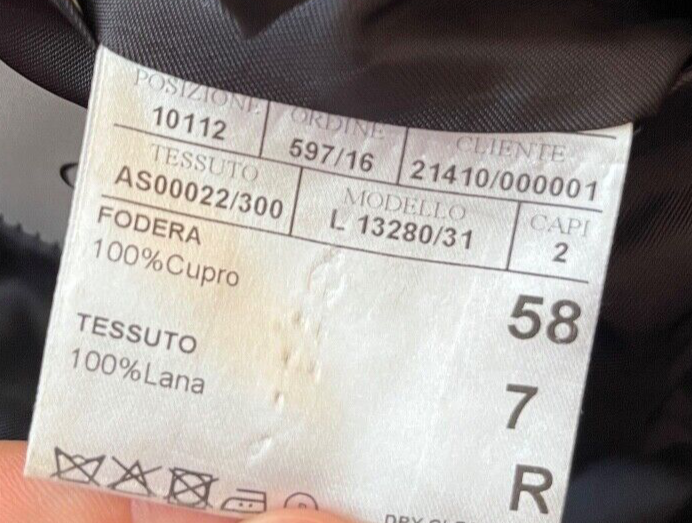 POSIZIONE ORDINE CLIENTE
10112 597/16 21410/000001
TESSUTO MODELLO CAPI
AS00022/300 L 13280/31 2
FODERA
100%Cupro
58
TESSUTO
100%Lana
7
R
DRY